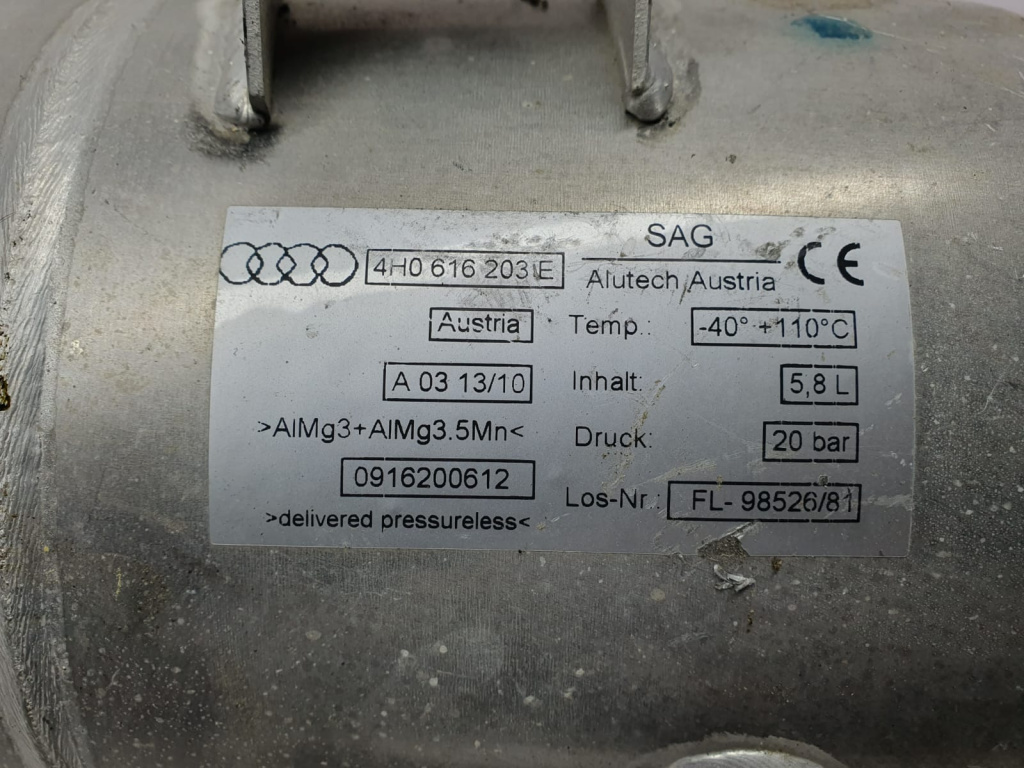 4H0 616 203 E
Austria
A 03 13/10
>AlMg3+AlMg3.5Mn<
0916200612
>delivered pressureless<
SAG
Alutech Austria
CE
Temp.: -40° +110°C
Inhalt: 5,8 L
Druck: 20 bar
Los-Nr.: FL- 98526/81